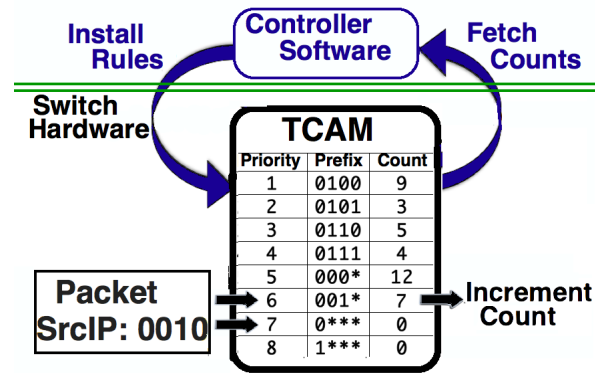 Install Rules
Controller Software
Fetch Counts
Switch Hardware
TCAM
Priority Prefix Count
1 0100 9
2 0101 3
3 0110 5
4 0111 4
5 000* 12
6 001* 7
7 0*** 0
8 1*** 0
Packet
SrcIP: 0010
Increment
Count